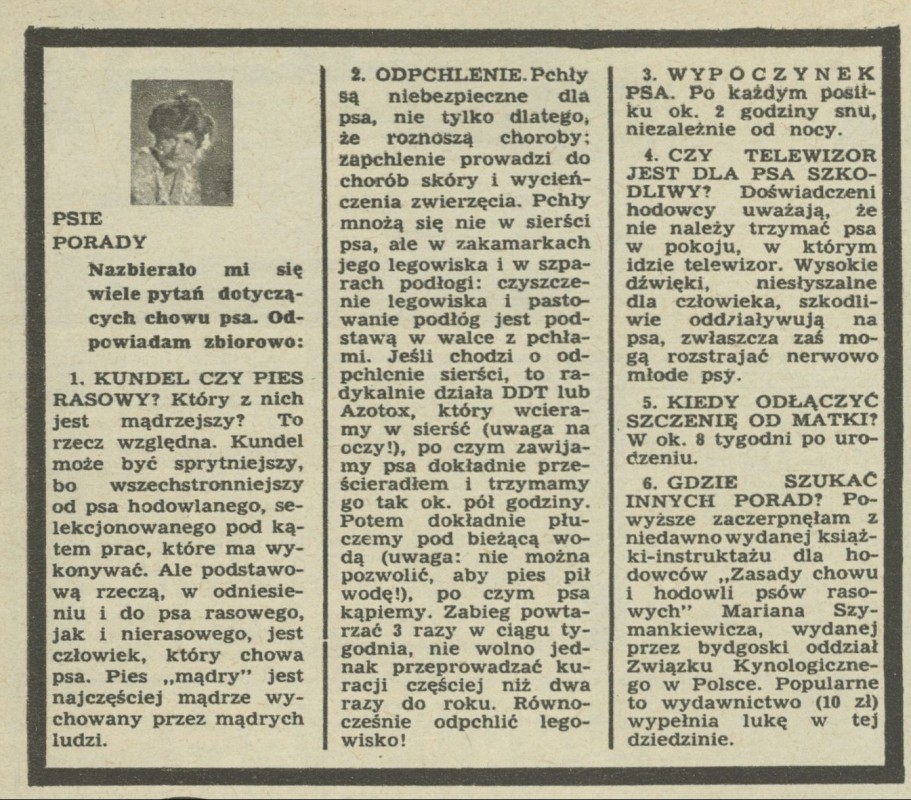 PSIE
PORADY
Nazbierało mi się
wiele pytań dotyczą-
cych chowu psa. Od-
powiadam zbiorowo:
1. KUNDEL CZY PIES
RASOWY? Który z nich
jest mądrzejszy? To
rzecz względna. Kundel
może być sprytniejszy,
bo wszechstronniejszy
od psa hodowlanego, se-
lekcjonowanego pod ką-
tem prac, które ma wy-
konywać. Ale podstawo-
wą rzeczą, w odniesie-
niu i do psa rasowego,
jak i nierasowego, jest
człowiek, który chowa
psa. Pies „mądry” jest
najczęściej mądrze wy-
chowany przez mądrych
ludzi.
2. ODPCHLENIE. Pchły
są niebezpieczne dla
psa, nie tylko dlatego,
że roznoszą choroby;
zapchlenie prowadzi do
chorób skóry i wycień-
czenia zwierzęcia. Pchły
mnożą się nie w sierści
psa, ale w zakamarkach
jego legowiska i w szpa-
rach podłogi: czyszcze-
nie legowiska i pasto-
wanie podłóg jest pod-
stawą w walce z pchła-
mi. Jeśli chodzi o od-
pchlenie sierści, to ra-
dykalnie działa DDT lub
Azotox, który wciera-
my w sierść (uwaga na
oczy!), po czym zawija-
my psa dokładnie prze-
ścieradłem i trzymamy
go tak ok. pół godziny.
Potem dokładnie płu-
czemy pod bieżącą wo-
dą (uwaga: nie można
pozwolić, aby pies pił
wodę!), po czym psa
kąpiemy. Zabieg powta-
rzać 3 razy w ciągu ty-
godnia, nie wolno jed-
nak przeprowadzać ku-
racji częściej niż dwa
razy do roku. Równo-
cześnie odpchlić lego-
wisko!
3. WYPOCZYNEK
PSA. Po każdym posił-
ku ok. 2 godziny snu,
niezależnie od nocy.
4. CZY TELEWIZOR
JEST DLA PSA SZKO-
DLIWY? Doświadczeni
hodowcy uważają, że
nie należy trzymać psa
w pokoju, w którym
idzie telewizor. Wysokie
dźwięki, niesłyszalne
dla człowieka, szkodli-
wie oddziaływują na
psa, zwłaszcza zaś mo-
gą rozstrajać nerwowo
młode psy.
5. KIEDY ODŁĄCZYĆ
SZCZENIĘ OD MATKI?
W ok. 8 tygodni po uro-
dzeniu.
6. GDZIE SZUKAĆ
INNYCH PORAD? Po-
wyższe zaczerpnęłam z
niedawno wydanej książ-
ki-instruktażu dla ho-
dowców „Zasady chowu
i hodowli psów raso-
wych” Mariana Szy-
mankiewicza, wydanej
przez bydgoski oddział
Związku Kynologiczne-
go w Polsce. Popularne
to wydawnictwo (10 zł)
wypełnia lukę w tej
dziedzinie.